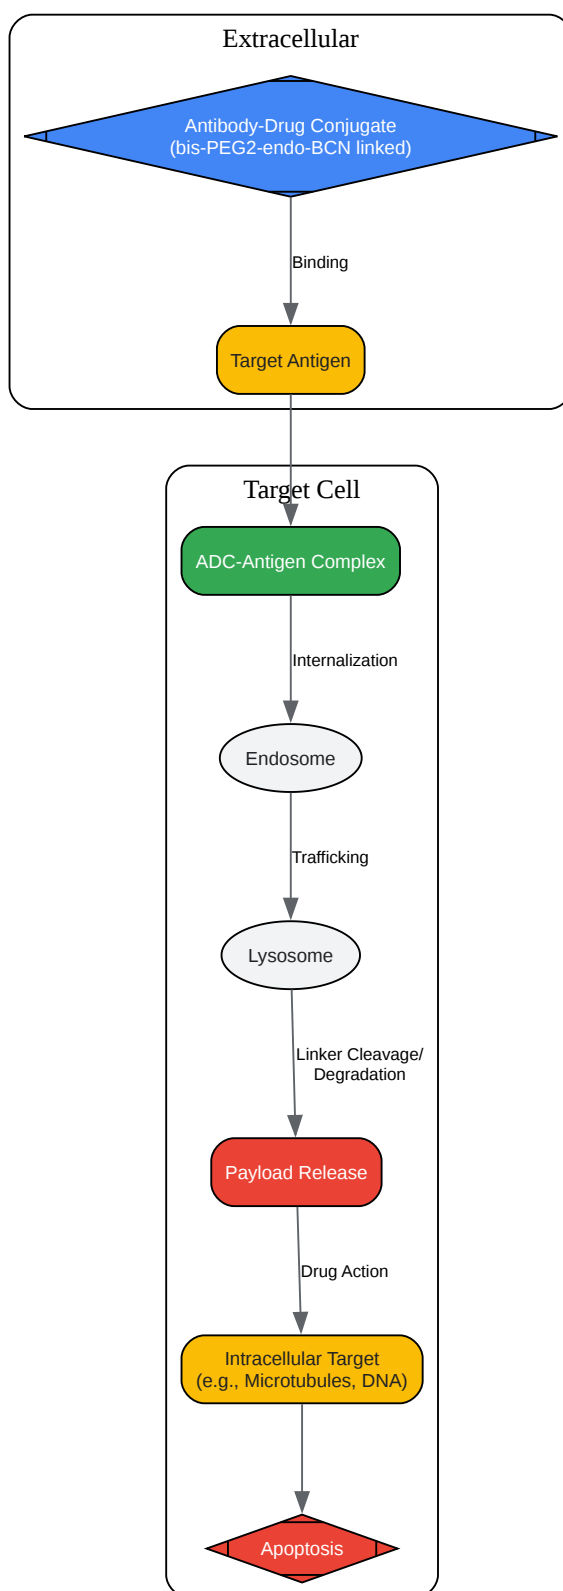 Extracellular
Antibody-Drug Conjugate
(bis-PEG2-endo-BCN linked)
Binding
Target Antigen
Target Cell
ADC-Antigen Complex
Internalization
Endosome
Trafficking
Lysosome
Linker Cleavage/
Degradation
Payload Release
Drug Action
Intracellular Target
(e.g., Microtubules, DNA)
Apoptosis